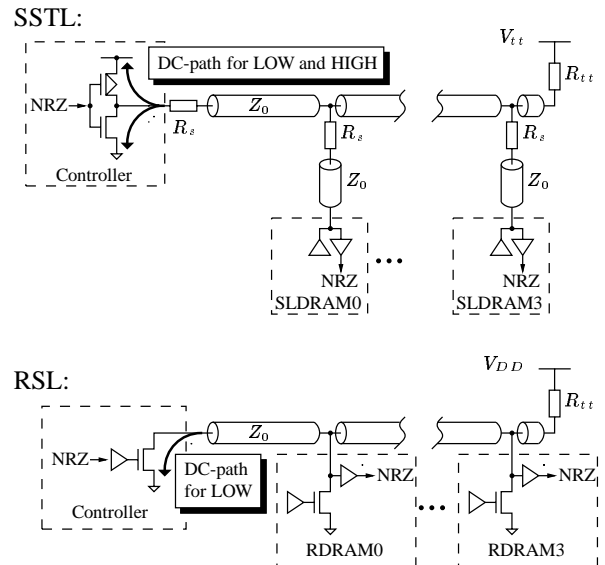 SSTL:
DC-path for LOW and HIGH
V_tt
R_tt
NRZ
R_s
Z_0
R_s
R_s
Z_0
Z_0
Controller
NRZ
NRZ
SLDRAM0
SLDRAM3
RSL:
V_DD
R_tt
Z_0
NRZ
DC-path
for LOW
NRZ
NRZ
Controller
RDRAM0
RDRAM3